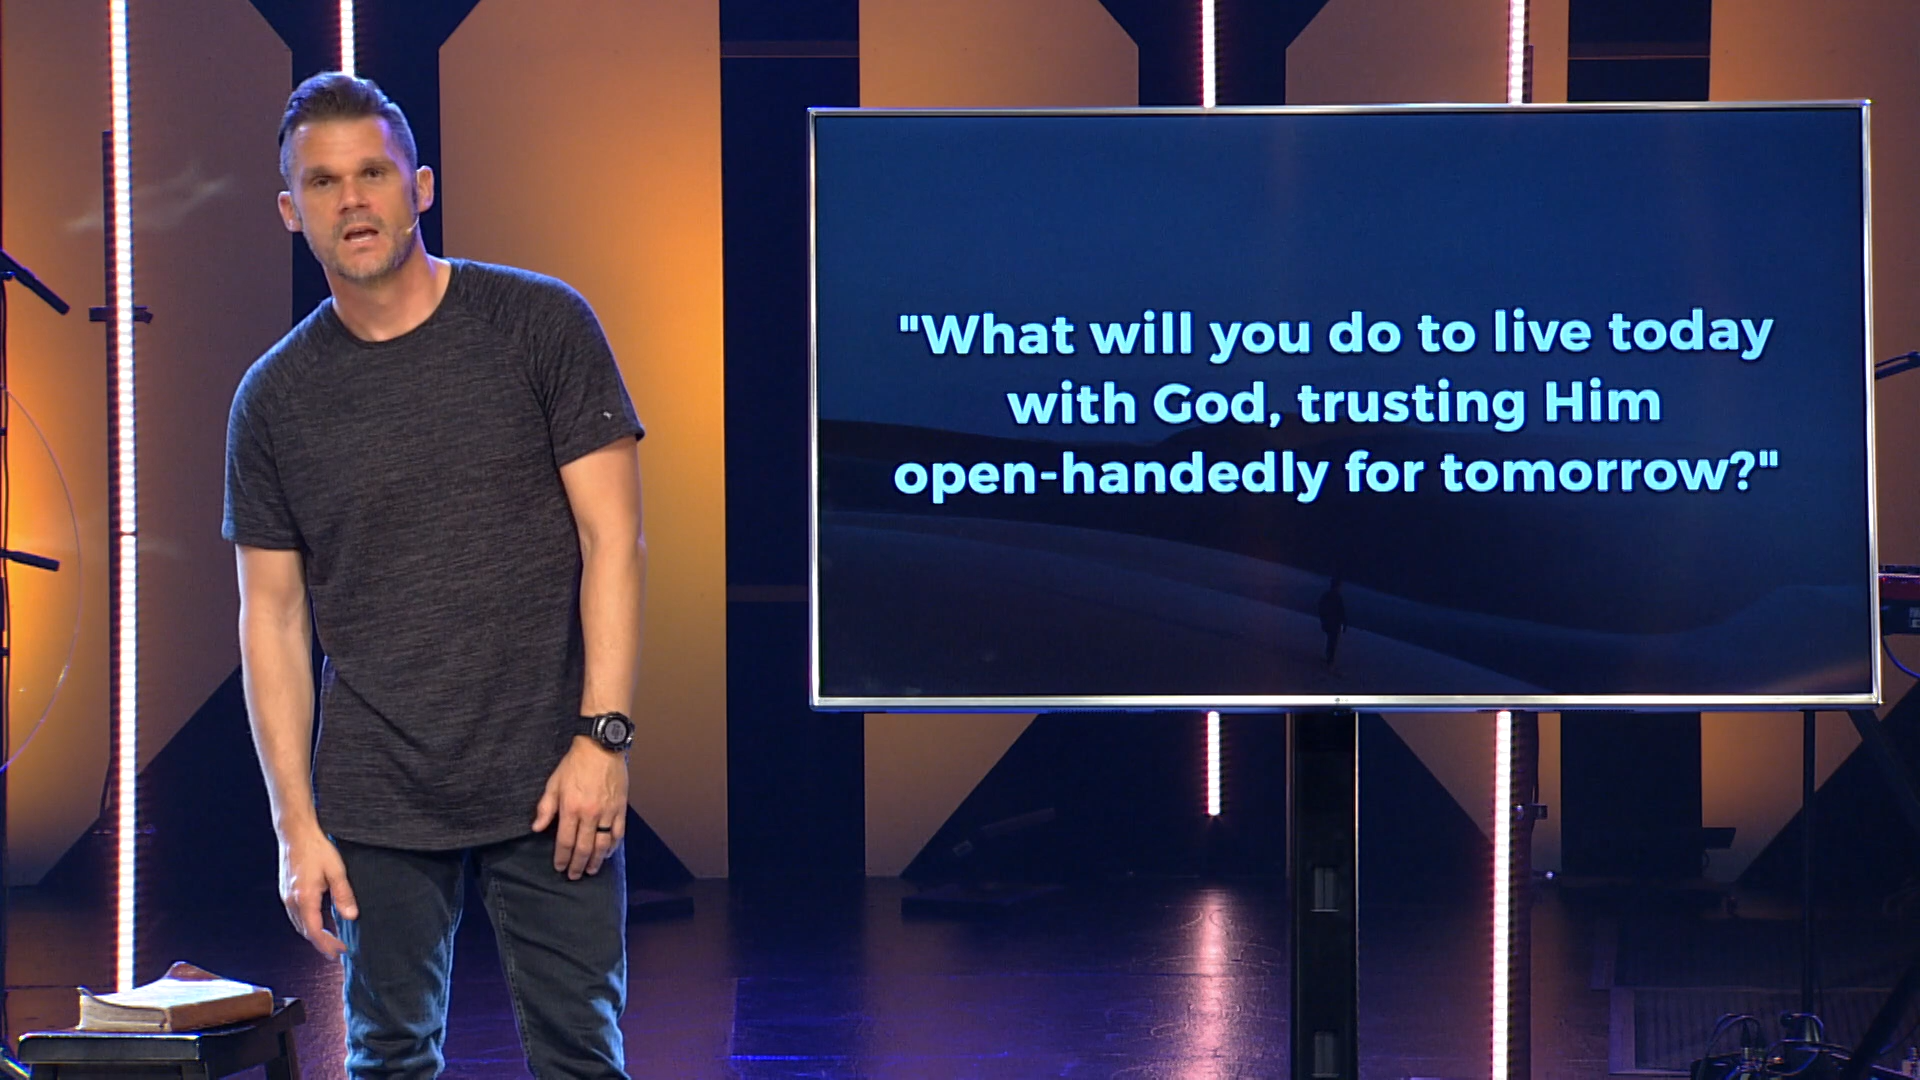 "What will you do to live today
with God, trusting Him
open-handedly for tomorrow?"